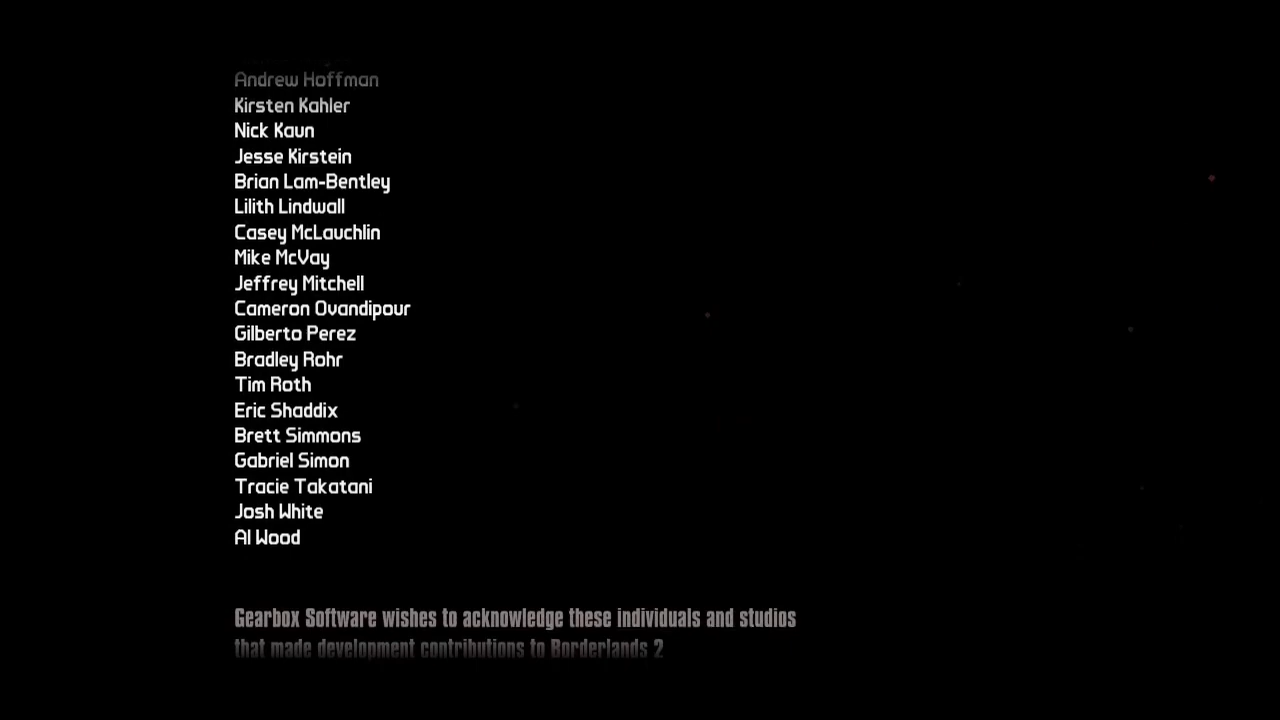 Andrew Hoffman
Kirsten Kahler
Nick Kaun
Jesse Kirstein
Brian Lam-Bentley
Lilith Lindwall
Casey McLauchlin
Mike McVay
Jeffrey Mitchell
Cameron Ovandipour
Gilberto Perez
Bradley Rohr
Tim Roth
Eric Shaddix
Brett Simmons
Gabriel Simon
Tracie Takatani
Josh White
Al Wood
Gearbox Software wishes to acknowledge these individuals and studios
that made development contributions to Borderlands 2